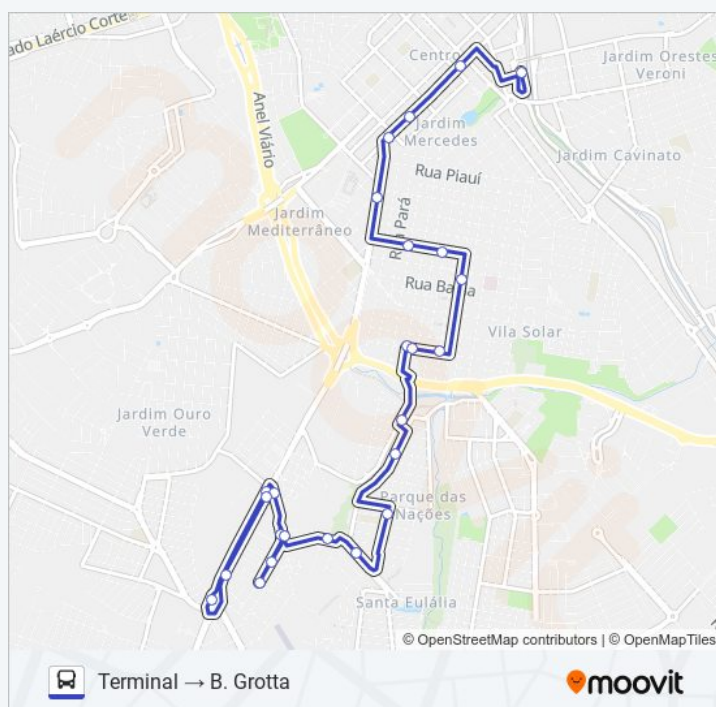 ado Laércio Corte
Centro
Jardim Orestes
Veroni
Anel Viário
Jardim
Mercedes
Jardim Cavinato
Rua Piauí
Jardim
Mediterrâneo
Rua Pará
Rua Bahia
Vila Solar
Jardim Ouro
Verde
Parque das
Nações
Santa Eulália
© OpenStreetMap contributors | © OpenMapTiles
Terminal → B. Grotta
moovit